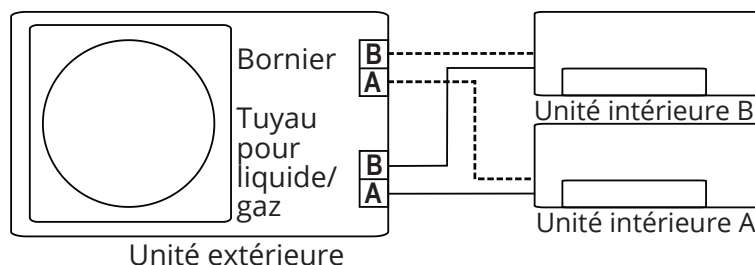 Bornier
B
A
Tuyau
pour
liquide/
gaz
B
A
Unité extérieure
Unité intérieure B
Unité intérieure A